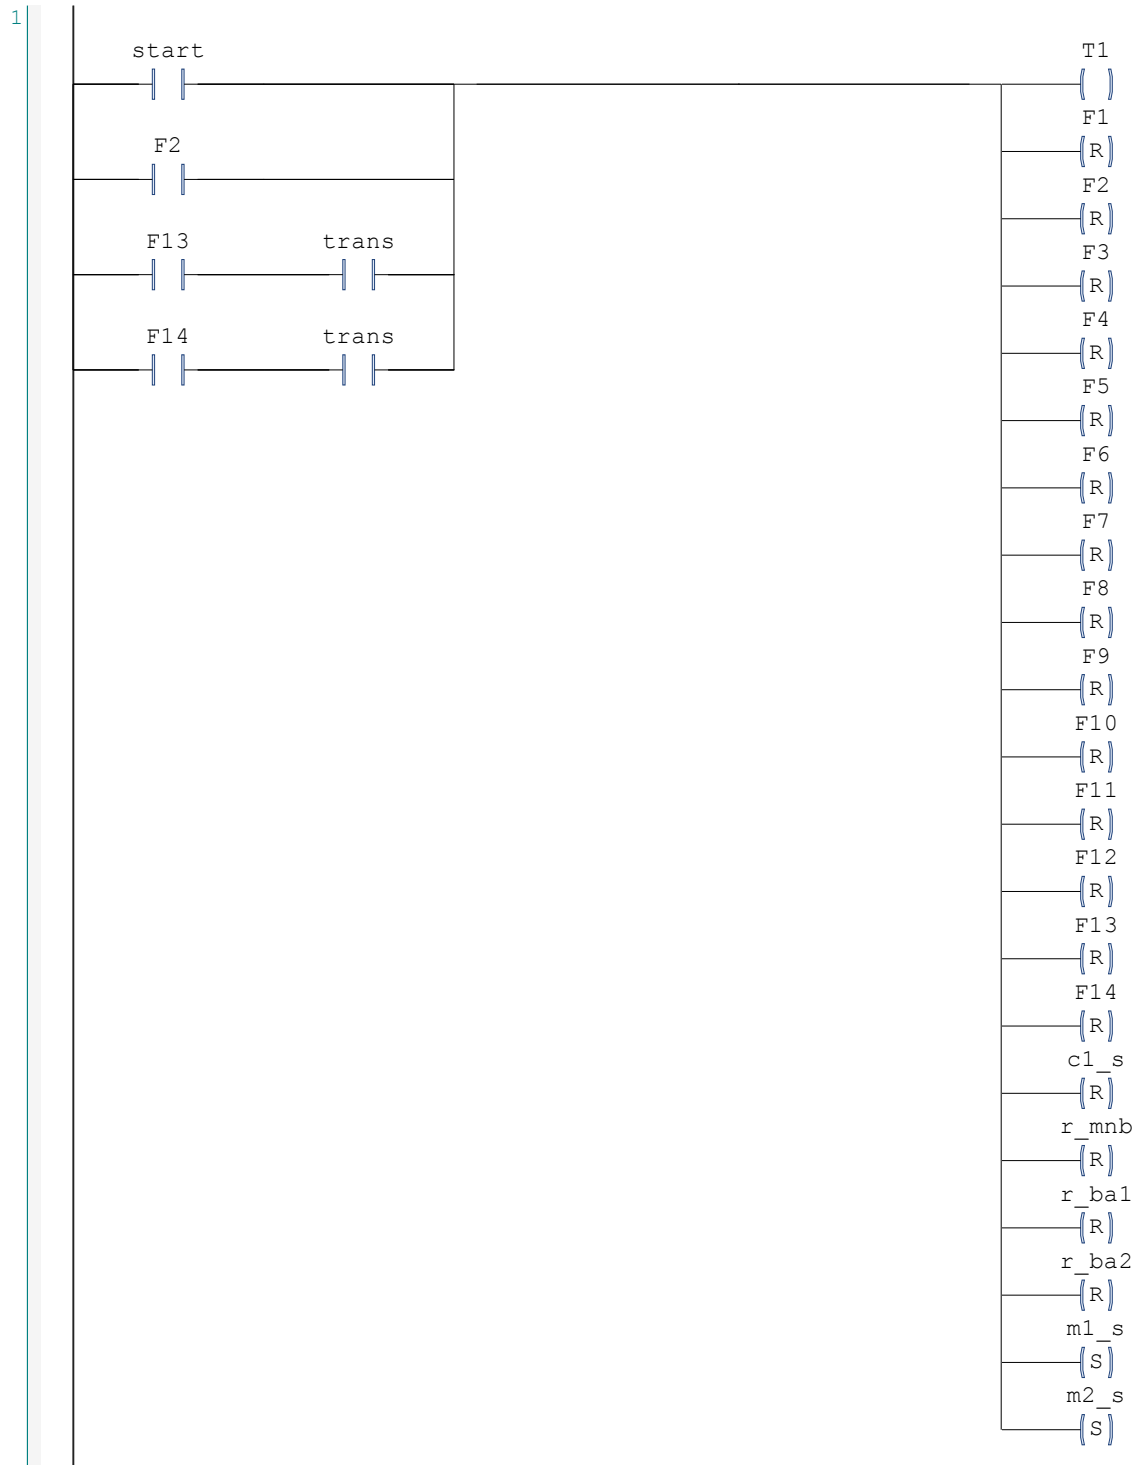 1
start
T1
F1
R
F2
F2
R
F3
F13 trans
R
F4
F14 trans
R
F5
R
F6
R
F7
R
F8
R
F9
R
F10
R
F11
R
F12
R
F13
R
F14
R
c1_s
R
r_mnb
R
r_ba1
R
r_ba2
R
m1_s
S
m2_s
S